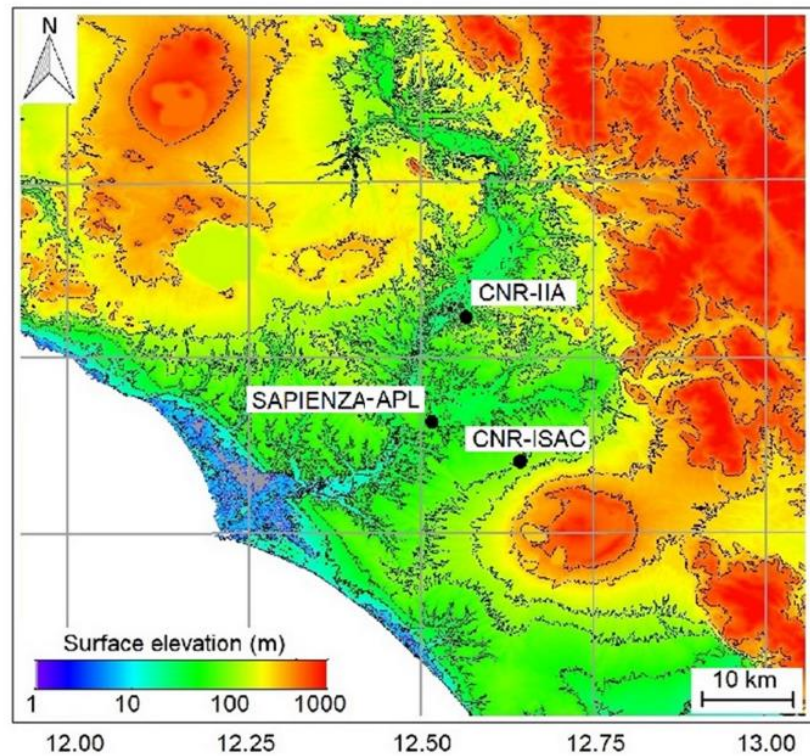 N
CNR-IIA
SAPIENZA-APL
CNR-ISAC
Surface elevation (m)
1 10 100 1000
10 km
12.00 12.25 12.50 12.75 13.00